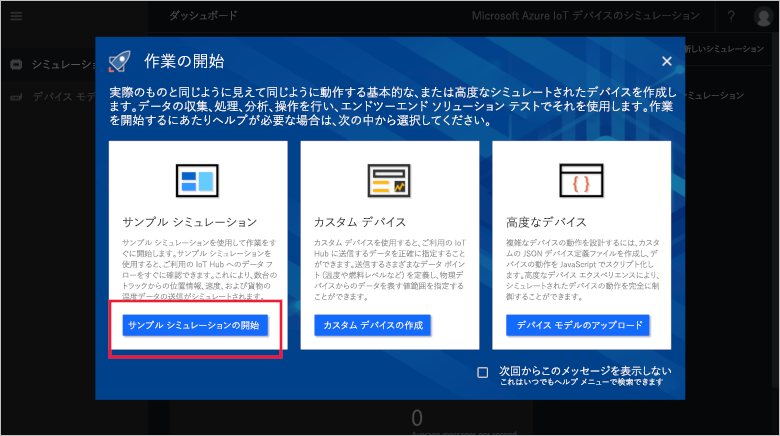 ダッシュボード
Microsoft Azure IoT デバイスのシミュレーション
?
作業の開始
実際のものと同じように見えて同じように動作する基本的な、または高度なシミュレートされたデバイスを作成し
ます。データの収集、処理、分析、操作を行い、エンドツーエンド ソリューション テストでそれを使用します。作業
を開始するにあたりヘルプが必要な場合は、次の中から選択してください。
サンプル シミュレーション
サンプル シミュレーションを使用して作業をす
ぐに開始します。サンプル シミュレーションを
使用すると、ご利用の IoT Hub へのデータ フ
ローをすぐに確認できます。これにより、数台の
トラックからの位置情報、速度、および貨物の
温度データの送信がシミュレートされます。
サンプル シミュレーションの開始
カスタム デバイス
カスタム デバイスを使用すると、ご利用の IoT
Hub に送信するデータを正確に指定すること
ができます。送信するさまざまなデータ ポイント
(温度や燃料レベルなど) を定義し、物理デ
バイスからのデータを表す値範囲を指定する
ことができます。
カスタム デバイスの作成
高度なデバイス
複雑なデバイスの動作を設計するには、カスタ
ムの JSON デバイス定義ファイルを作成し、デ
バイスの動作を JavaScript でスクリプト化しま
す。高度なデバイス エクスペリエンスにより、
シミュレートされたデバイスの動作を完全に制
御することができます。
デバイス モデルのアップロード
次回からこのメッセージを表示しない
これはいつでもヘルプ メニューで検索できます
シミュレーショ
デバイス モデ
しいシミュレーション
ミュレーション
0